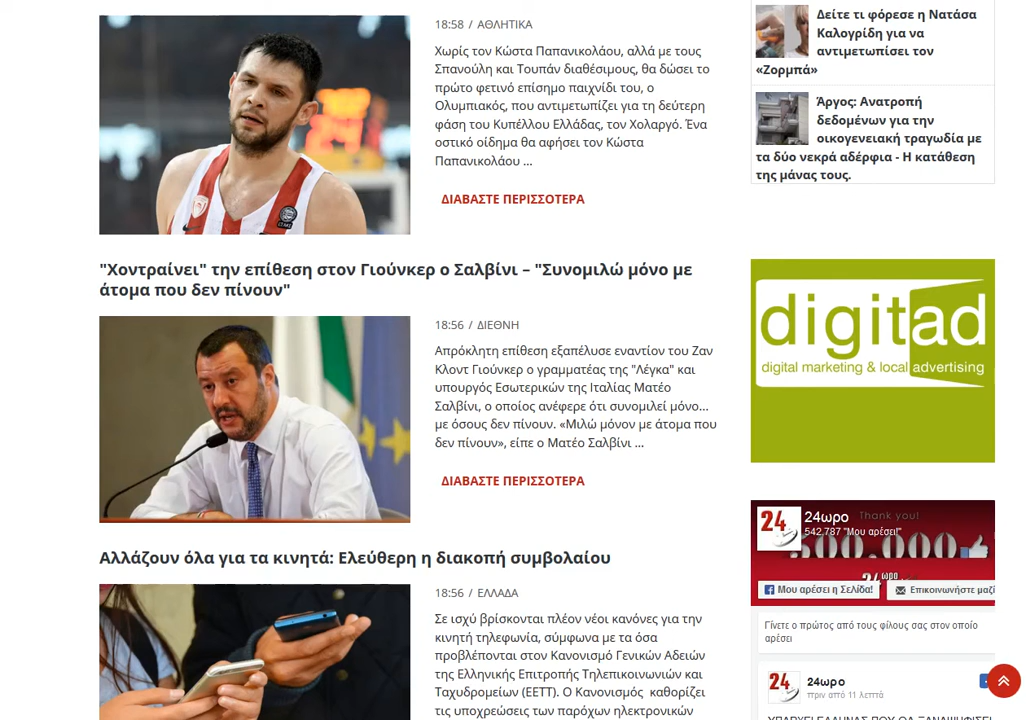 18:58 / ΑΘΛΗΤΙΚΑ
Χωρίς τον Κώστα Παπανικολάου, αλλά με τους
Σπανούλη και Τουπάν διαθέσιμους, θα δώσει το
πρώτο φετινό επίσημο παιχνίδι του, ο
Ολυμπιακός, που αντιμετωπίζει για τη δεύτερη
φάση του Κυπέλλου Ελλάδας, τον Χολαργό. Ένα
οστικό οίδημα θα αφήσει τον Κώστα
Παπανικολάου ...
ΔΙΑΒΑΣΤΕ ΠΕΡΙΣΣΟΤΕΡΑ
"Χοντραίνει" την επίθεση στον Γιούνκερ ο Σαλβίνι – "Συνομιλώ μόνο με
άτομα που δεν πίνουν"
18:56 / ΔΙΕΘΝΗ
Απρόκλητη επίθεση εξαπέλυσε εναντίον του Ζαν
Κλοντ Γιούνκερ ο γραμματέας της "Λέγκα" και
υπουργός Εσωτερικών της Ιταλίας Ματέο
Σαλβίνι, ο οποίος ανέφερε ότι συνομιλεί μόνο...
με όσους δεν πίνουν. «Μιλώ μόνον με άτομα που
δεν πίνουν», είπε ο Ματέο Σαλβίνι ...
ΔΙΑΒΑΣΤΕ ΠΕΡΙΣΣΟΤΕΡΑ
Αλλάζουν όλα για τα κινητά: Ελεύθερη η διακοπή συμβολαίου
18:56 / ΕΛΛΑΔΑ
Σε ισχύ βρίσκονται πλέον νέοι κανόνες για την
κινητή τηλεφωνία, σύμφωνα με τα όσα
προβλέπονται στον Κανονισμό Γενικών Αδειών
της Ελληνικής Επιτροπής Τηλεπικοινωνιών και
Ταχυδρομείων (ΕΕΤΤ). Ο Κανονισμός καθορίζει
τις υποχρεώσεις των παρόχων ηλεκτρονικών
Δείτε τι φόρεσε η Νατάσα
Καλογρίδη για να
αντιμετωπίσει τον
«Ζορμπά»
Άργος: Ανατροπή
δεδομένων για την
οικογενειακή τραγωδία με
τα δύο νεκρά αδέρφια - Η κατάθεση
της μάνας τους.
digitad
digital marketing & local advertising
24
24ωρο
Thank you!
542.787 "Μου αρέσει!"
500.000
24 ωρο
Μου αρέσει η Σελίδα!
Επικοινωνήστε μαζί
Γίνετε ο πρώτος από τους φίλους σας στον οποίο
αρέσει
24
24ωρο
πριν από 11 λεπτά